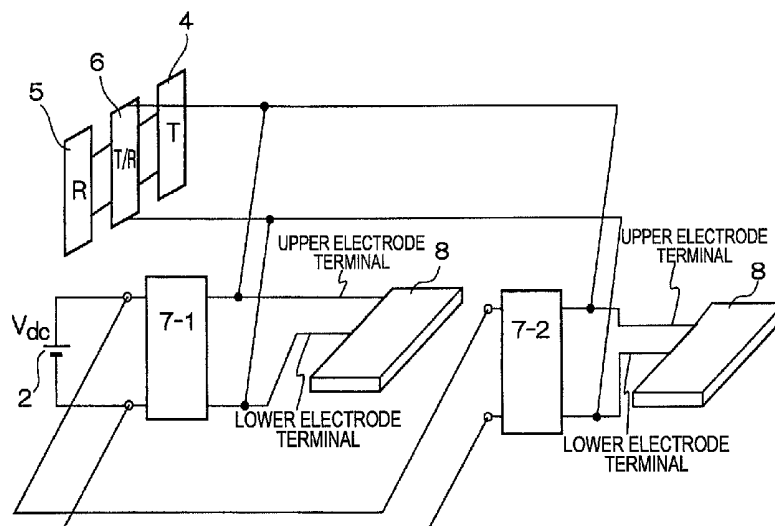 4
6
5
T
T/R
R
UPPER ELECTRODE
TERMINAL
8
UPPER ELECTRODE
TERMINAL
8
Vdc
7-1
7-2
2
LOWER ELECTRODE
TERMINAL
LOWER ELECTRODE
TERMINAL